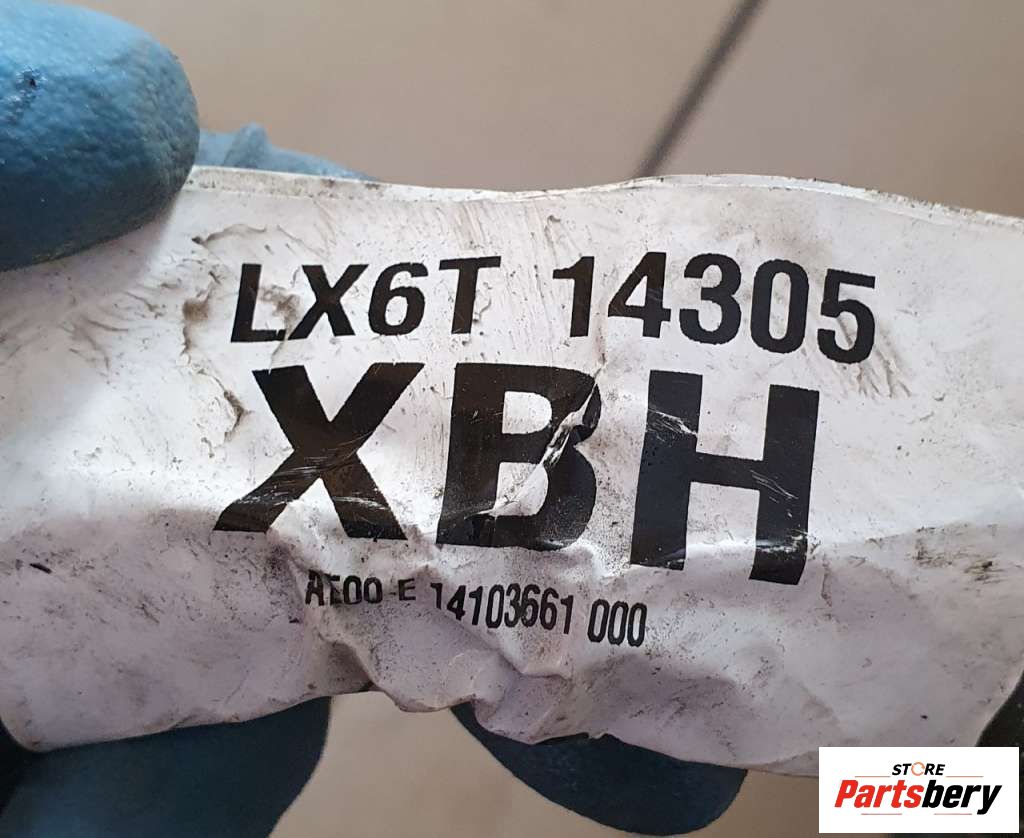 LX6T 14305
XBH
AE00-E 14103661 000
STORE
Partsbery